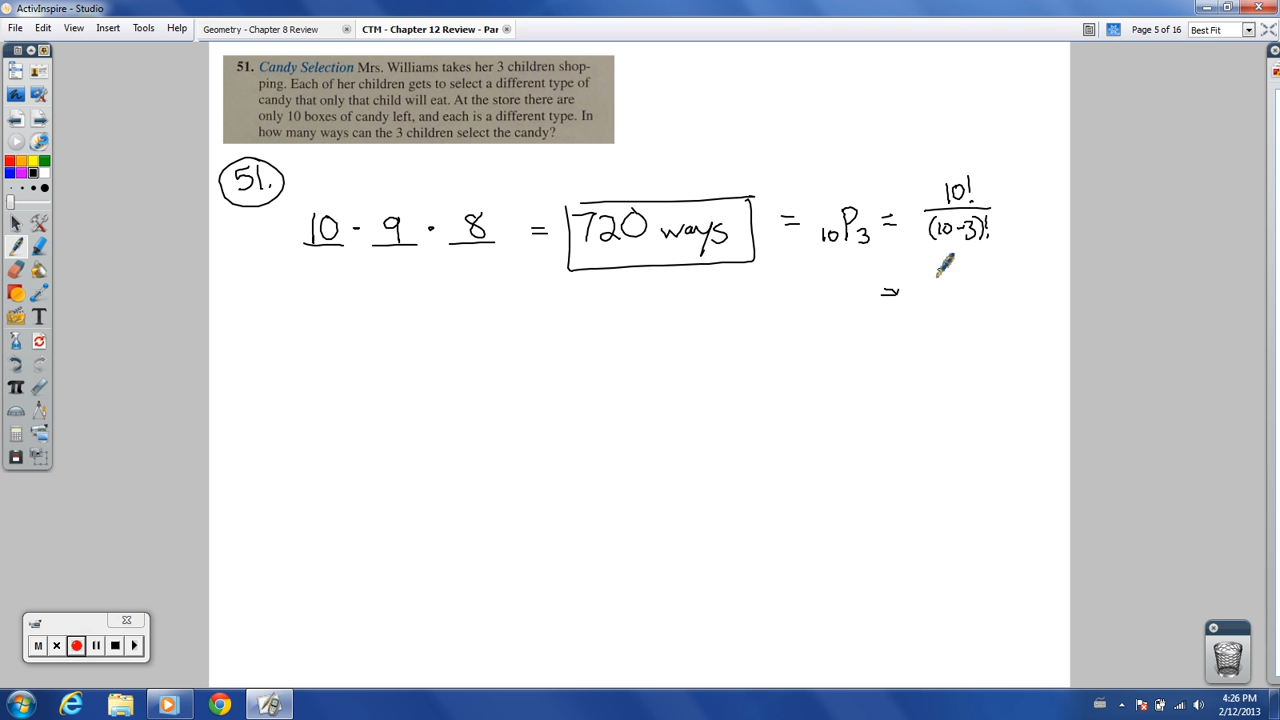 ActivInspire - Studio
File Edit View Insert Tools Help
Geometry - Chapter 8 Review
CTM - Chapter 12 Review - Par
Page 5 of 16
Best Fit
51. Candy Selection Mrs. Williams takes her 3 children shop-
ping. Each of her children gets to select a different type of
candy that only that child will eat. At the store there are
only 10 boxes of candy left, and each is a different type. In
how many ways can the 3 children select the candy?
51.
10 · 9 · 8 = 720 ways = 10P3 = 10!
(10-3)!
=
M
4:26 PM
2/12/2013